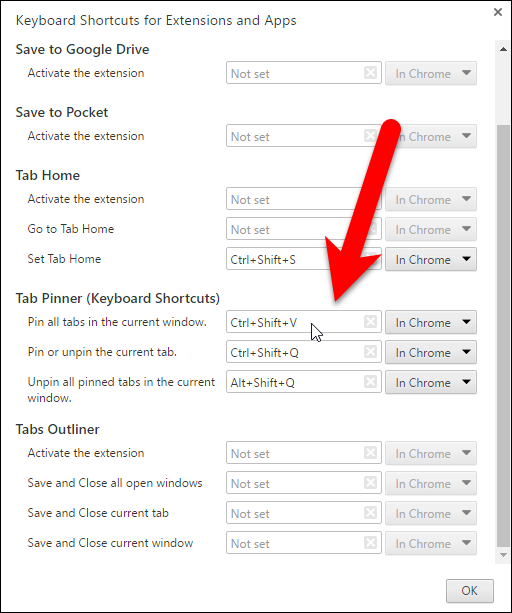 Keyboard Shortcuts for Extensions and Apps
Save to Google Drive
Activate the extension Not set In Chrome
Save to Pocket
Activate the extension Not set In Chrome
Tab Home
Activate the extension Not set In Chrome
Go to Tab Home Not set In Chrome
Set Tab Home Ctrl+Shift+S In Chrome
Tab Pinner (Keyboard Shortcuts)
Pin all tabs in the current window. Ctrl+Shift+V In Chrome
Pin or unpin the current tab. Ctrl+Shift+Q In Chrome
Unpin all pinned tabs in the current Alt+Shift+Q In Chrome
window.
Tabs Outliner
Activate the extension Not set In Chrome
Save and Close all open windows Not set In Chrome
Save and Close current tab Not set In Chrome
Save and Close current window Not set In Chrome
OK